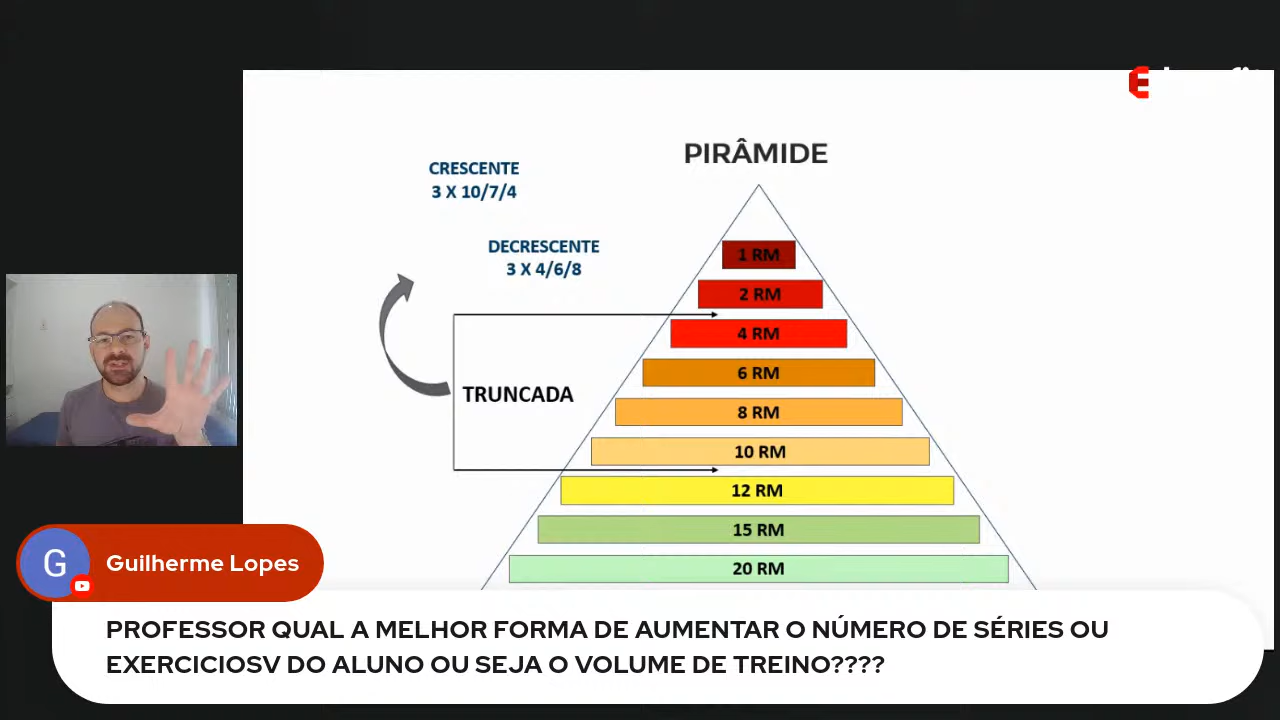 PIRÂMIDE
CRESCENTE
3 X 10/7/4
DECRESCENTE
3 X 4/6/8
TRUNCADA
1 RM
2 RM
4 RM
6 RM
8 RM
10 RM
12 RM
15 RM
20 RM
G
Guilherme Lopes
PROFESSOR QUAL A MELHOR FORMA DE AUMENTAR O NÚMERO DE SÉRIES OU
EXERCICIOSV DO ALUNO OU SEJA O VOLUME DE TREINO????